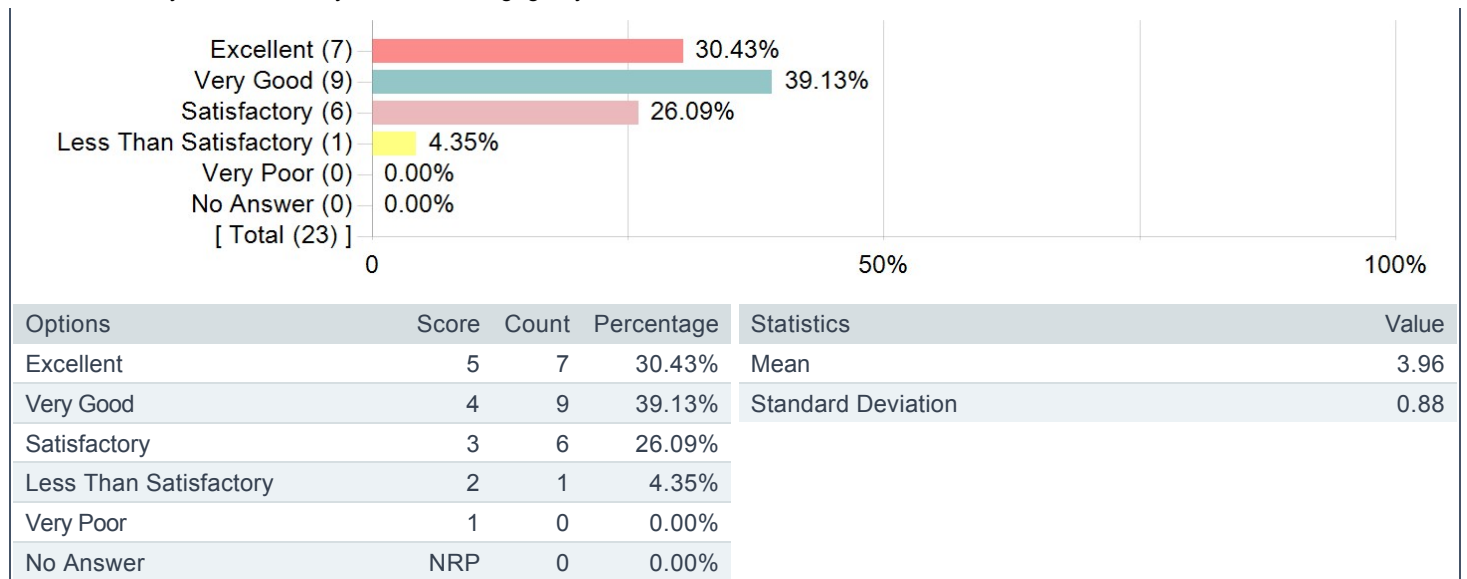 Excellent (7) 30.43%
Very Good (9) 39.13%
Satisfactory (6) 26.09%
Less Than Satisfactory (1) 4.35%
Very Poor (0) 0.00%
No Answer (0) 0.00%
[ Total (23) ]
0 50% 100%
Options Score Count Percentage Statistics Value
Excellent 5 7 30.43% Mean 3.96
Very Good 4 9 39.13% Standard Deviation 0.88
Satisfactory 3 6 26.09%
Less Than Satisfactory 2 1 4.35%
Very Poor 1 0 0.00%
No Answer NRP 0 0.00%